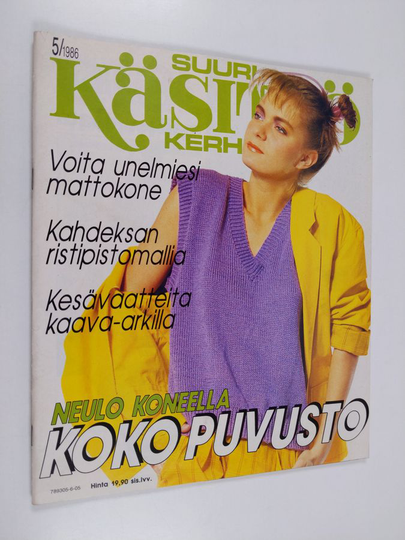 5/1986
SUURI
KÄSITYÖ
KERHO
Voita unelmiesi
mattokone
Kahdeksan
ristipistomallia
Kesävaatteita
kaava-arkilla
NEULO KONEELLA
KOKO PUVUSTO
Hinta 19,90 sis.lvv.